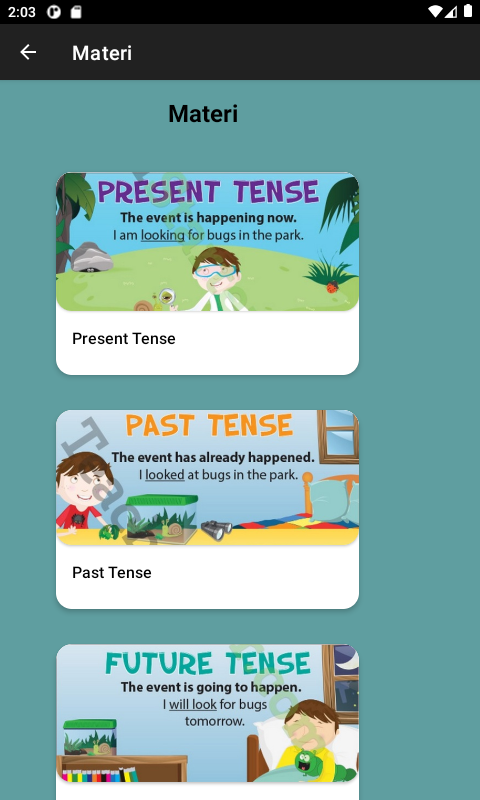 2:03
Materi
Materi
PRESENT TENSE
The event is happening now.
I am looking for bugs in the park.
Present Tense
PAST TENSE
The event has already happened.
I looked at bugs in the park.
Past Tense
FUTURE TENSE
The event is going to happen.
I will look for bugs
tomorrow.